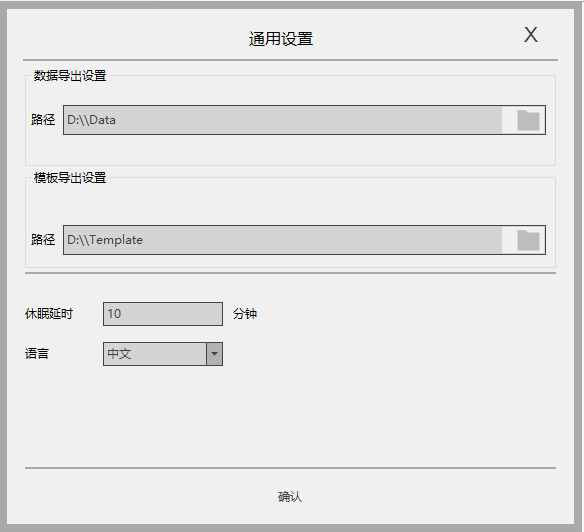 通用设置 X
数据导出设置
路径 D:\\Data
模板导出设置
路径 D:\\Template
休眠延时 10 分钟
语言 中文
确认